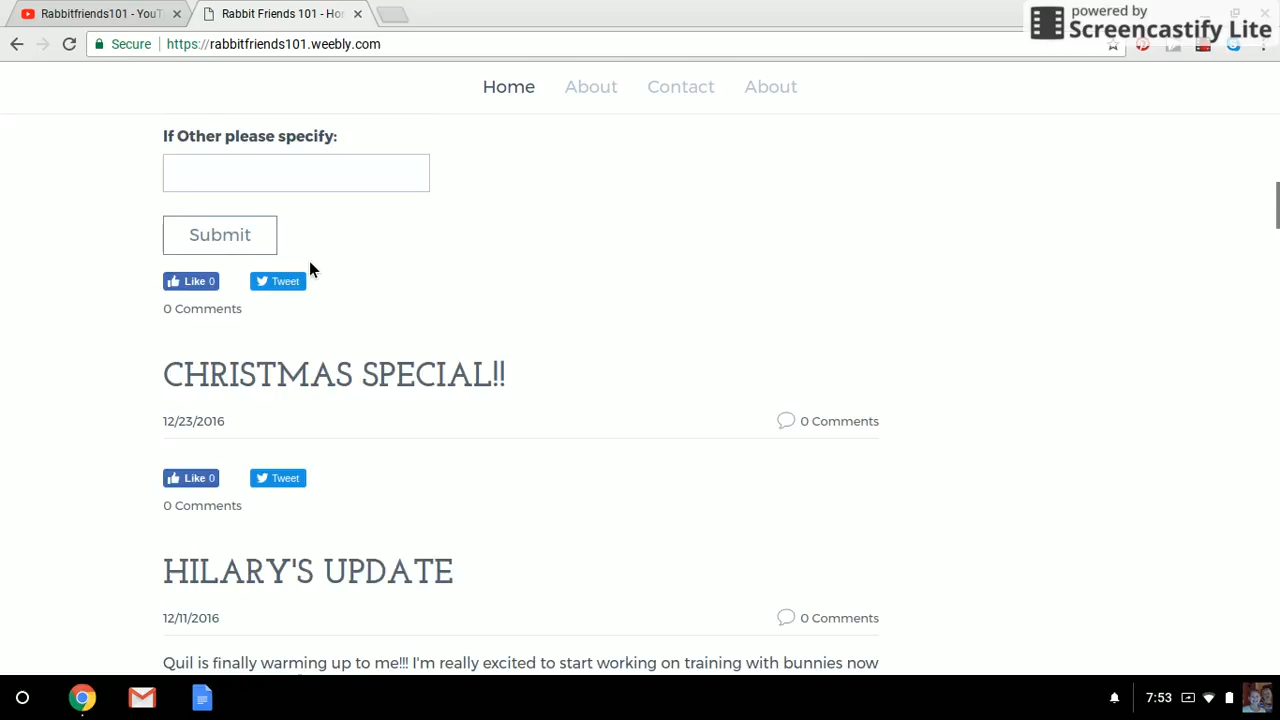 Rabbitfriends101 - YouT
Rabbit Friends 101 - Ho
powered by
Screencastify Lite
Secure
https://rabbitfriends101.weebly.com
Home
About
Contact
About
If Other please specify:
Submit
Like 0
Tweet
0 Comments
CHRISTMAS SPECIAL!!
12/23/2016
0 Comments
Like 0
Tweet
0 Comments
HILARY'S UPDATE
12/11/2016
0 Comments
Quil is finally warming up to me!!! I'm really excited to start working on training with bunnies now
7:53